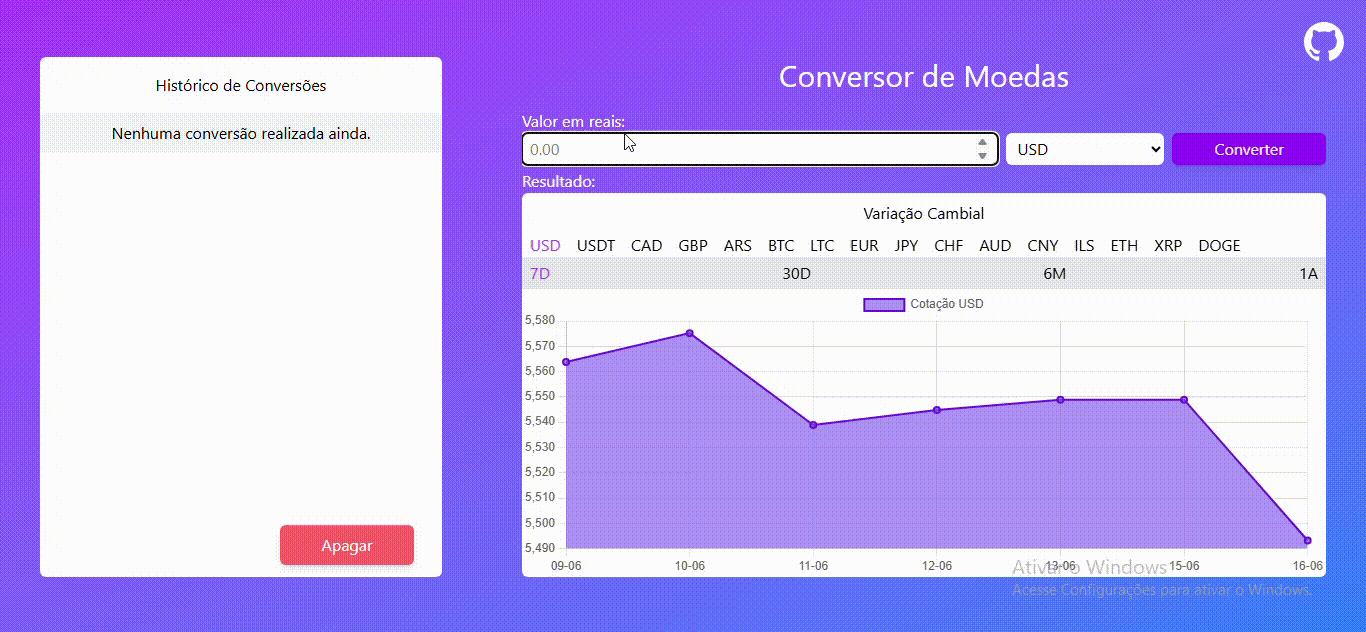 Histórico de Conversões
Nenhuma conversão realizada ainda.
Apagar
Conversor de Moedas
Valor em reais:
0.00 USD Converter
Resultado:
Variação Cambial
USD USDT CAD GBP ARS BTC LTC EUR JPY CHF AUD CNY ILS ETH XRP DOGE
7D 30D 6M 1A
Cotação USD
5,580
5,570
5,560
5,550
5,540
5,530
5,520
5,510
5,500
5,490
09-06 10-06 11-06 12-06 13-06 15-06 16-06
Ativar o Windows
Acesse Configurações para ativar o Windows.